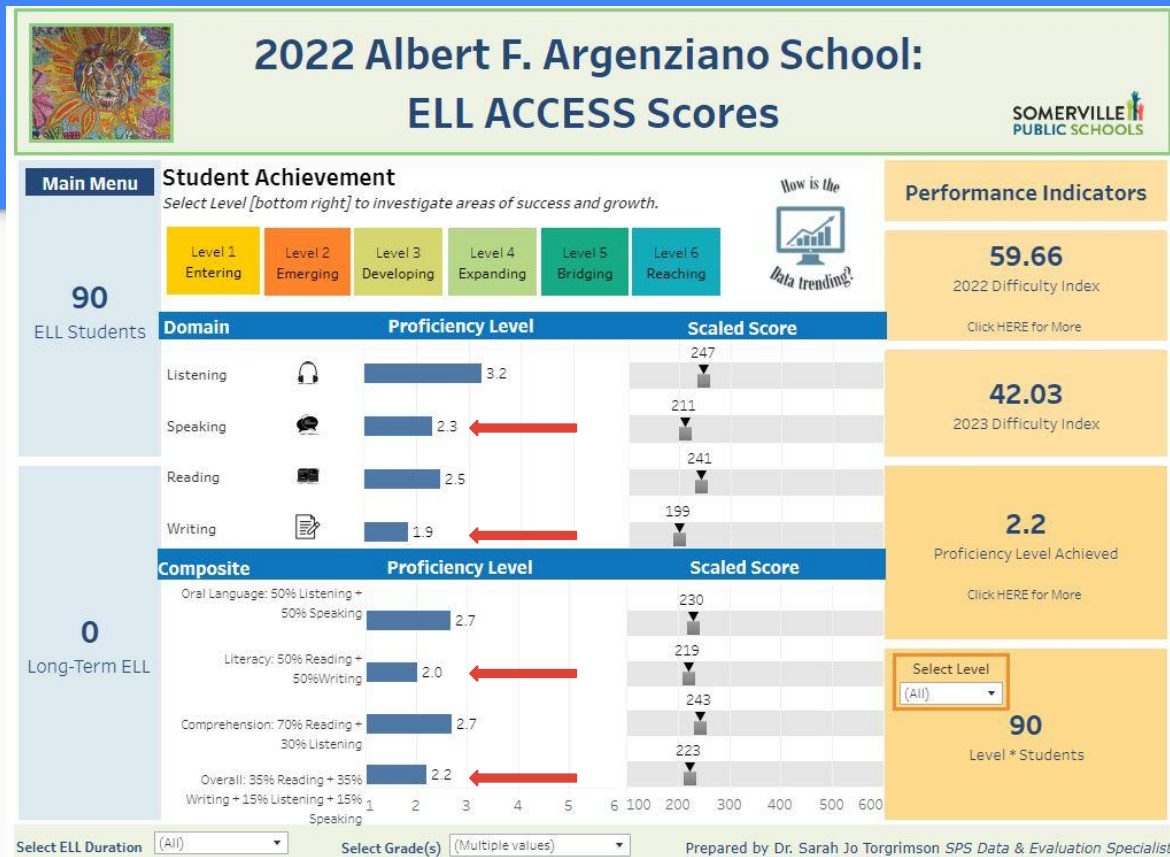 2022 Albert F. Argenziano School:
ELL ACCESS Scores
SOMERVILLE
PUBLIC SCHOOLS
Main Menu
90
ELL Students
0
Long-Term ELL
Student Achievement
Select Level [bottom right] to investigate areas of success and growth.
How is the
Data trending?
Level 1
Entering
Level 2
Emerging
Level 3
Developing
Level 4
Expanding
Level 5
Bridging
Level 6
Reaching
Domain Proficiency Level Scaled Score
Listening 3.2 247
Speaking 2.3 211
Reading 2.5 241
Writing 1.9 199
Composite Proficiency Level Scaled Score
Oral Language: 50% Listening +
50% Speaking
2.7 230
Literacy: 50% Reading +
50%Writing
2.0 219
Comprehension: 70% Reading +
30% Listening
2.7 243
Overall: 35% Reading + 35%
Writing + 15% Listening + 15%
Speaking
2.2 223
1 2 3 4 5 6 100 200 300 400 500 600
Performance Indicators
59.66
2022 Difficulty Index
Click HERE for More
42.03
2023 Difficulty Index
2.2
Proficiency Level Achieved
Click HERE for More
Select Level
(All)
90
Level * Students
Select ELL Duration (All) Select Grade(s) (Multiple values) Prepared by Dr. Sarah Jo Torgrimson SPS Data & Evaluation Specialist